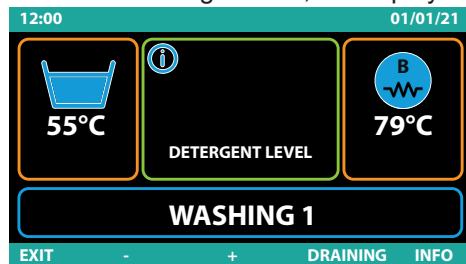 12:00 01/01/21
B
55°C 79°C
DETERGENT LEVEL
WASHING 1
EXIT - + DRAINING INFO